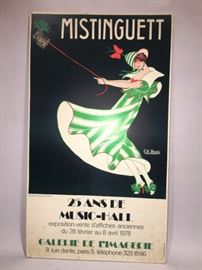 MISTINGUETT
25 ANS DE
MUSIC-HALL
exposition-vente d'affiches anciennes
du 28 février au 8 avril 1978
GALERIE DE L'IMAGERIE
9, rue dante, paris 5, téléphone 325 18 66